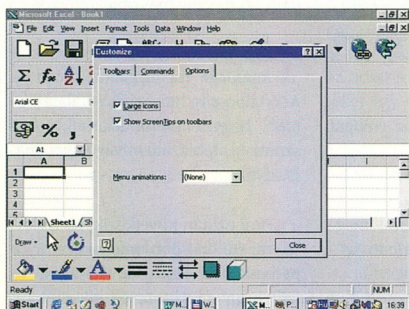 Microsoft Excel - Book1
File Edit View Insert Format Tools Data Window Help
Customize
Toolbars Commands Options
Arial CE
Large icons
Show ScreenTips on toolbars
A1
A B I
1
2
3
4
5
Menu animations: (None)
Sheet1
Draw
Close
Ready NUM
Start 16:39